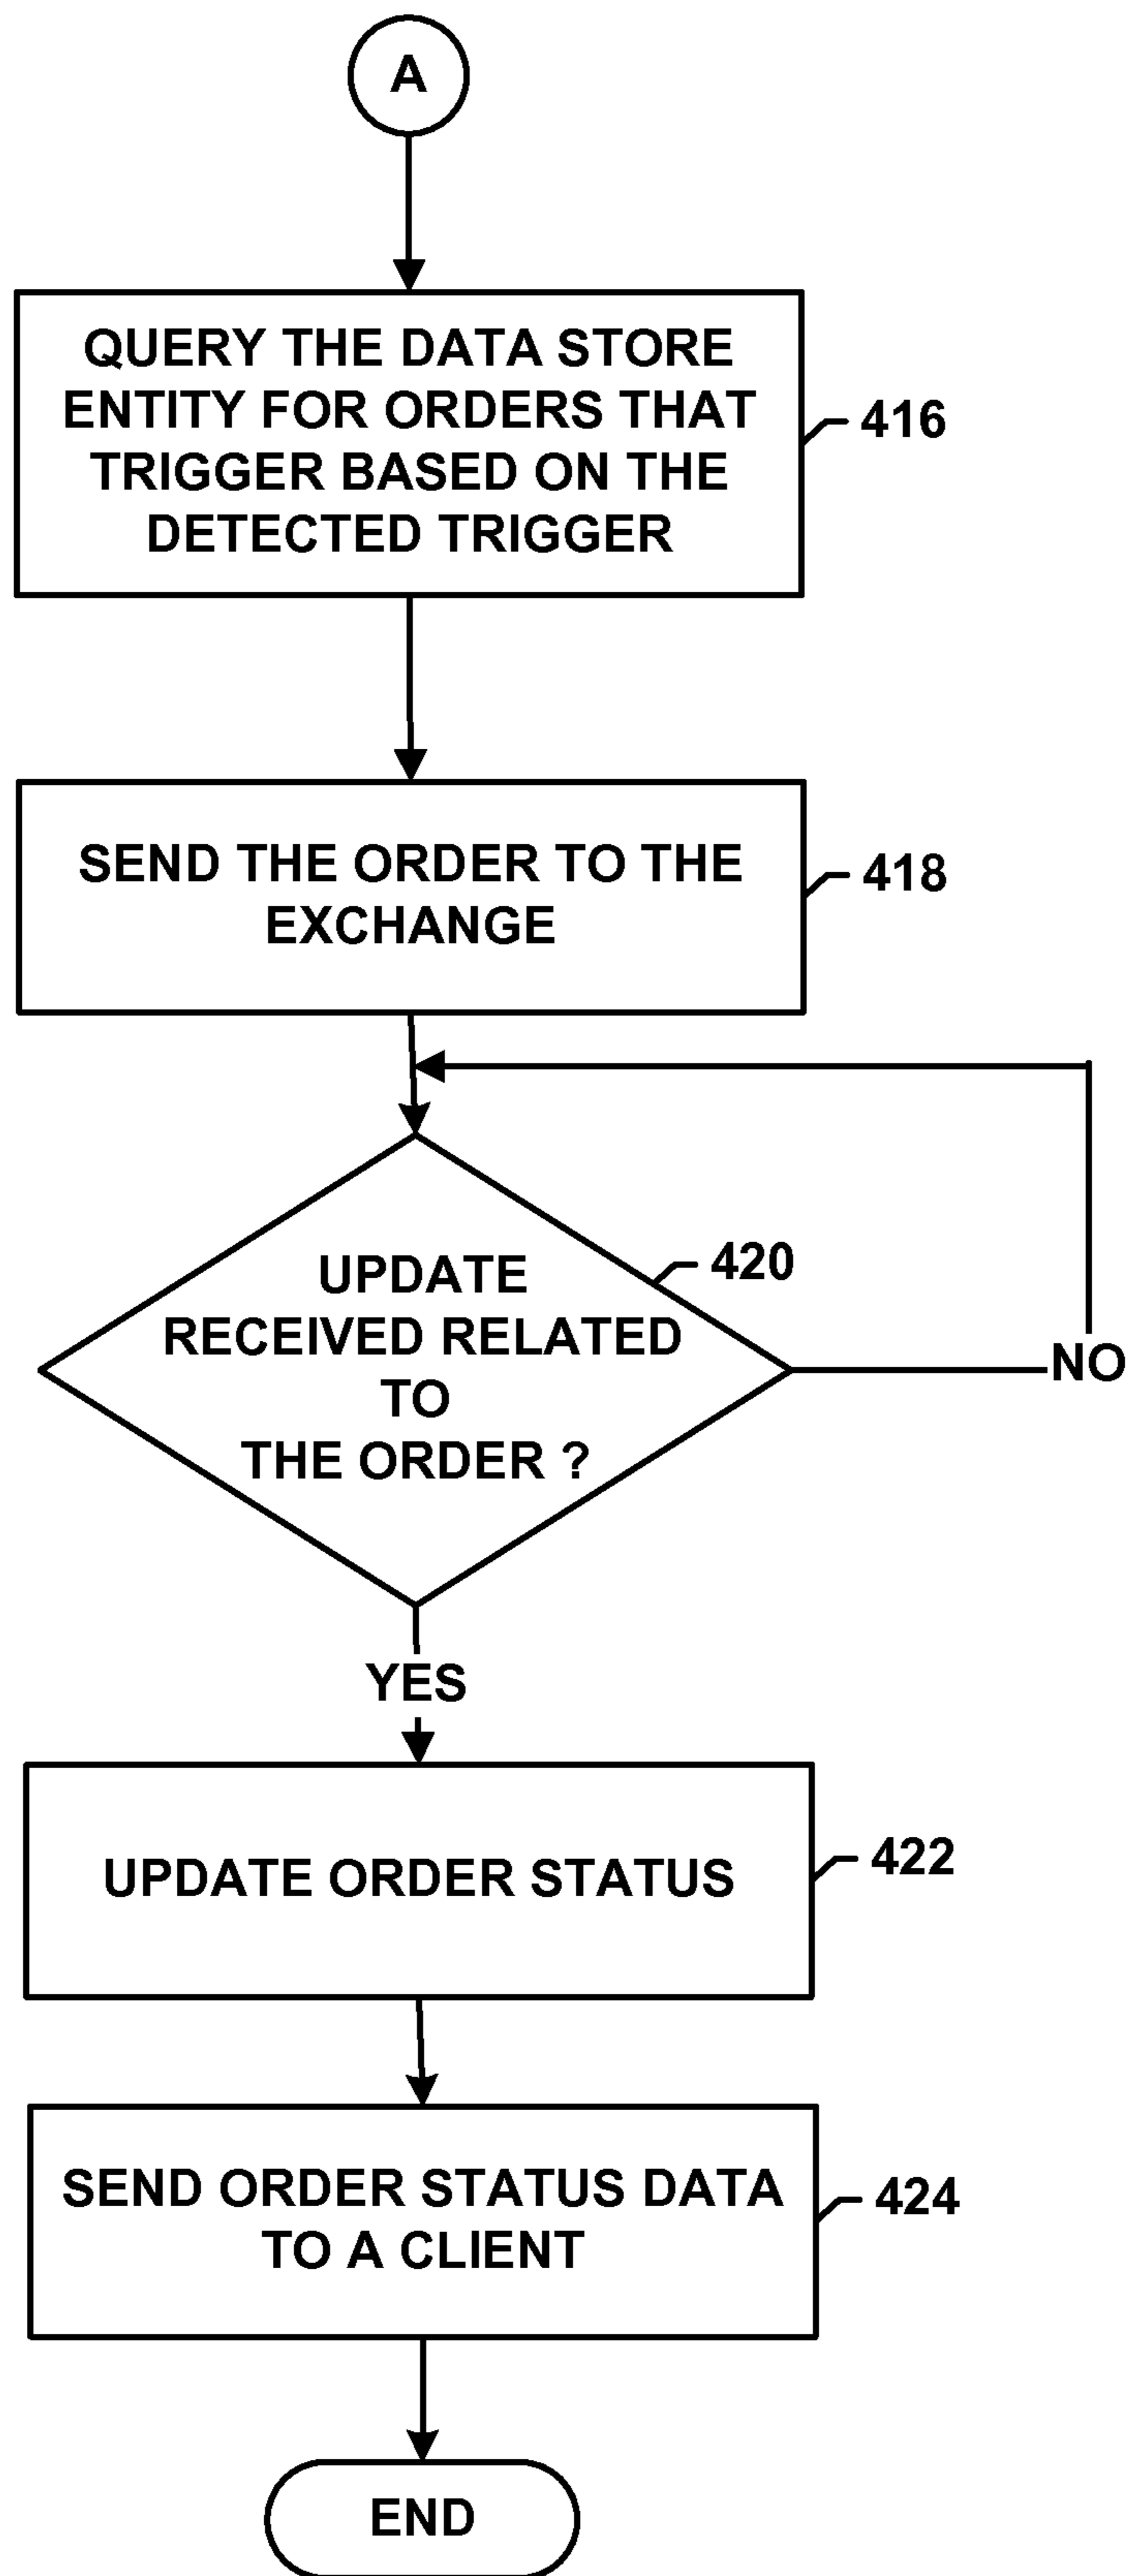 A
QUERY THE DATA STORE
ENTITY FOR ORDERS THAT
TRIGGER BASED ON THE
DETECTED TRIGGER
416
SEND THE ORDER TO THE
EXCHANGE
418
UPDATE
RECEIVED RELATED
TO
THE ORDER ?
420
NO
YES
UPDATE ORDER STATUS
422
SEND ORDER STATUS DATA
TO A CLIENT
424
END